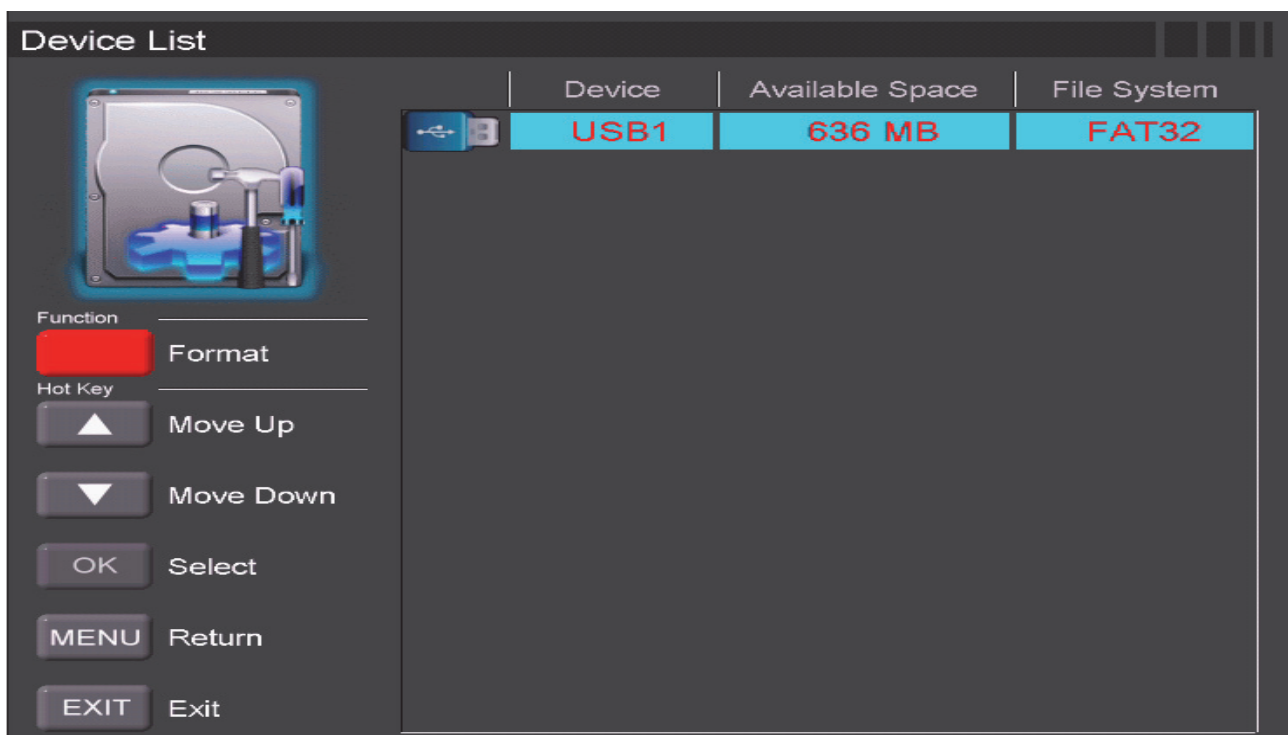 Device List
Device Available Space File System
USB1 636 MB FAT32
Function
Format
Hot Key
Move Up
Move Down
OK Select
MENU Return
EXIT Exit